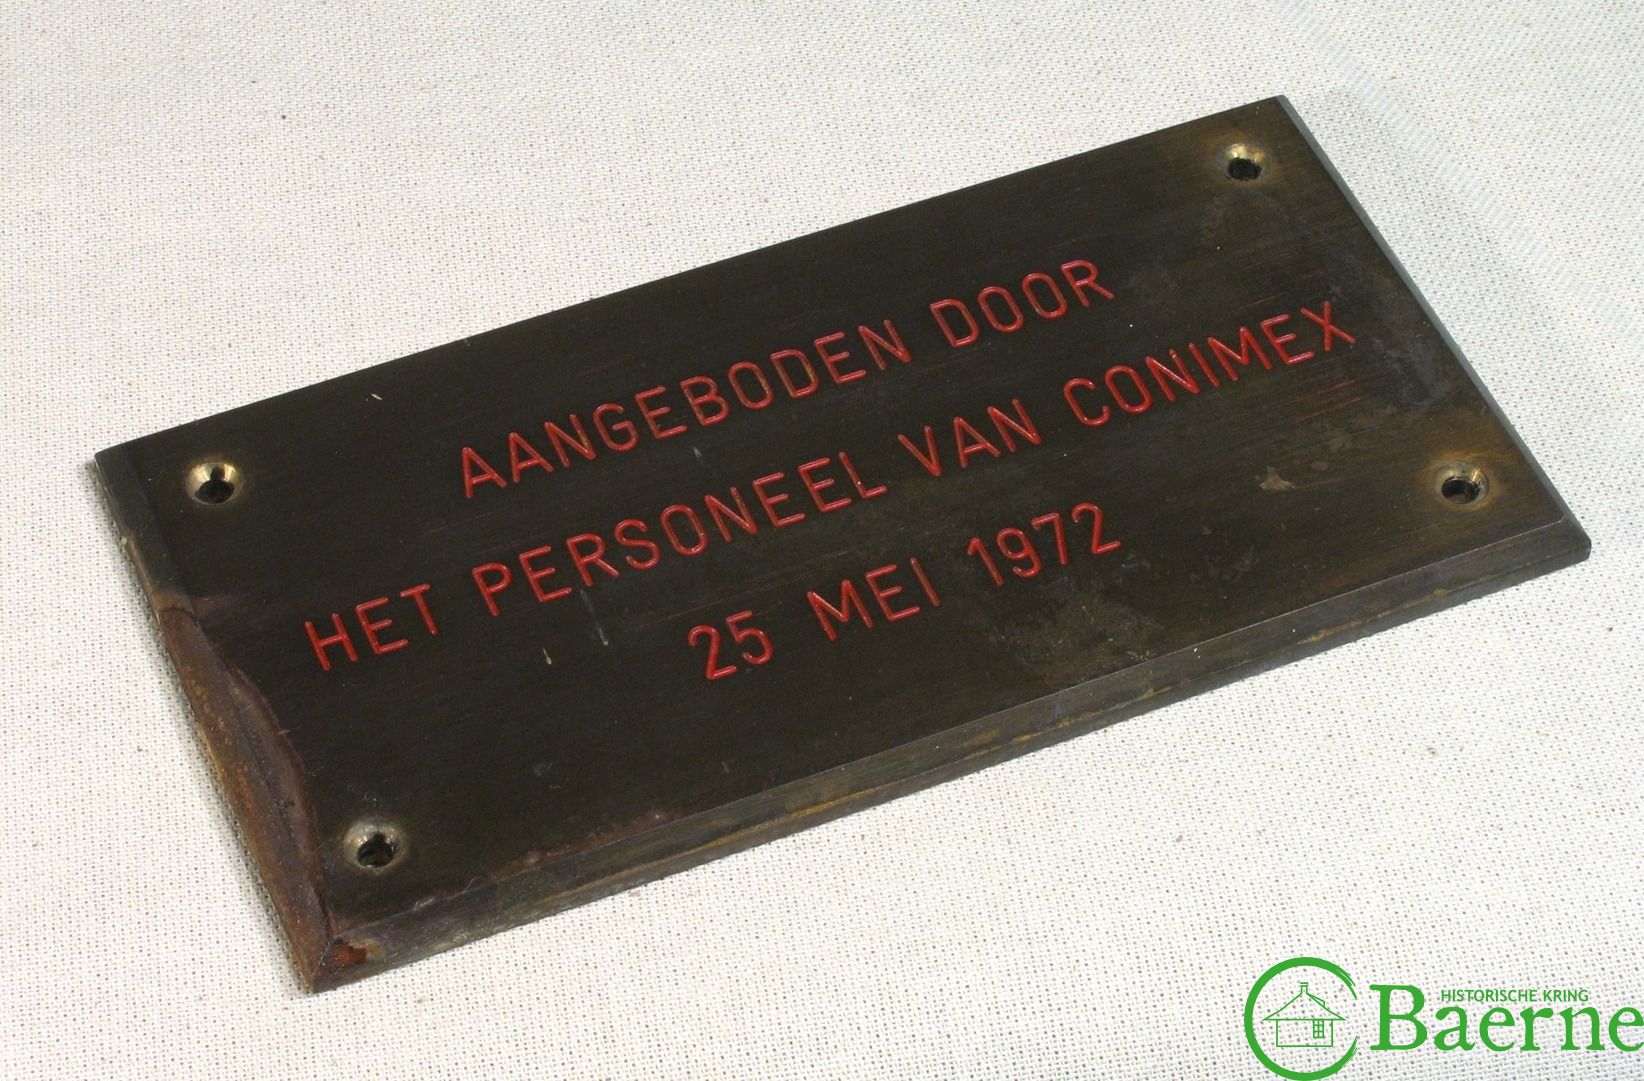 AANGEBODEN DOOR
HET PERSONEEL VAN CONIMEX
25 MEI 1972
HISTORISCHE KRING
Baerne